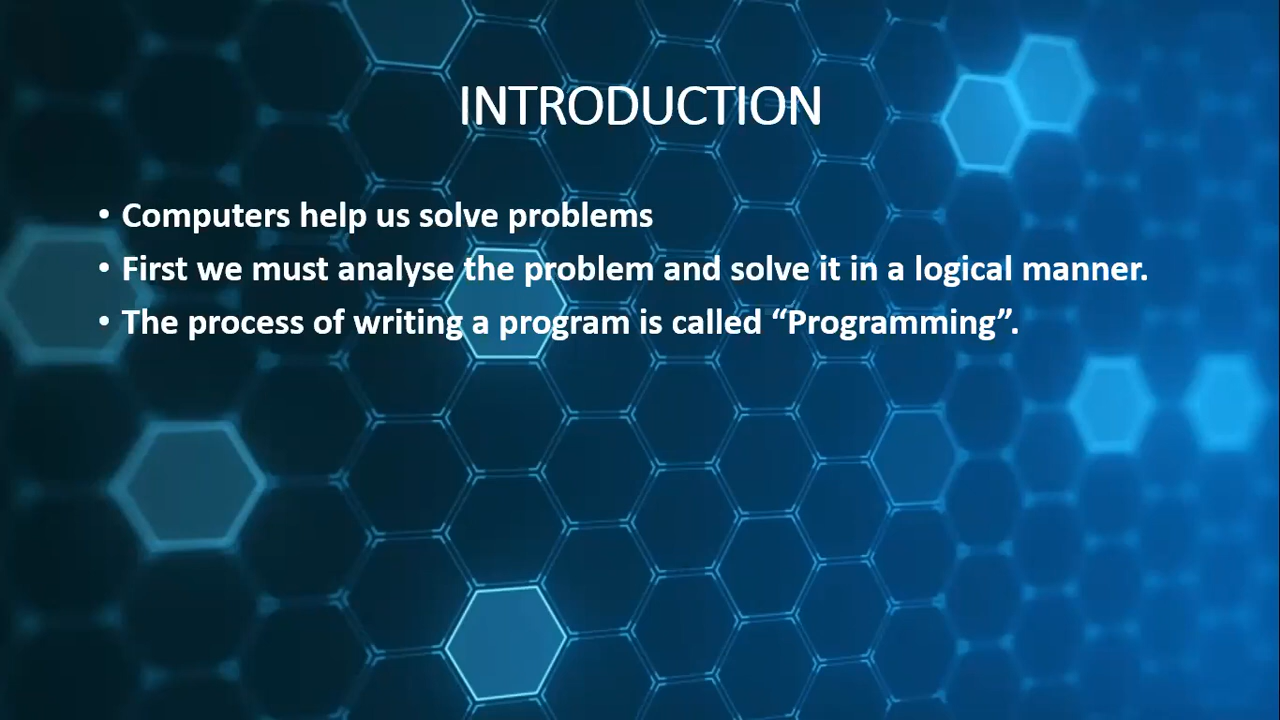 INTRODUCTION
• Computers help us solve problems
• First we must analyse the problem and solve it in a logical manner.
• The process of writing a program is called “Programming”.